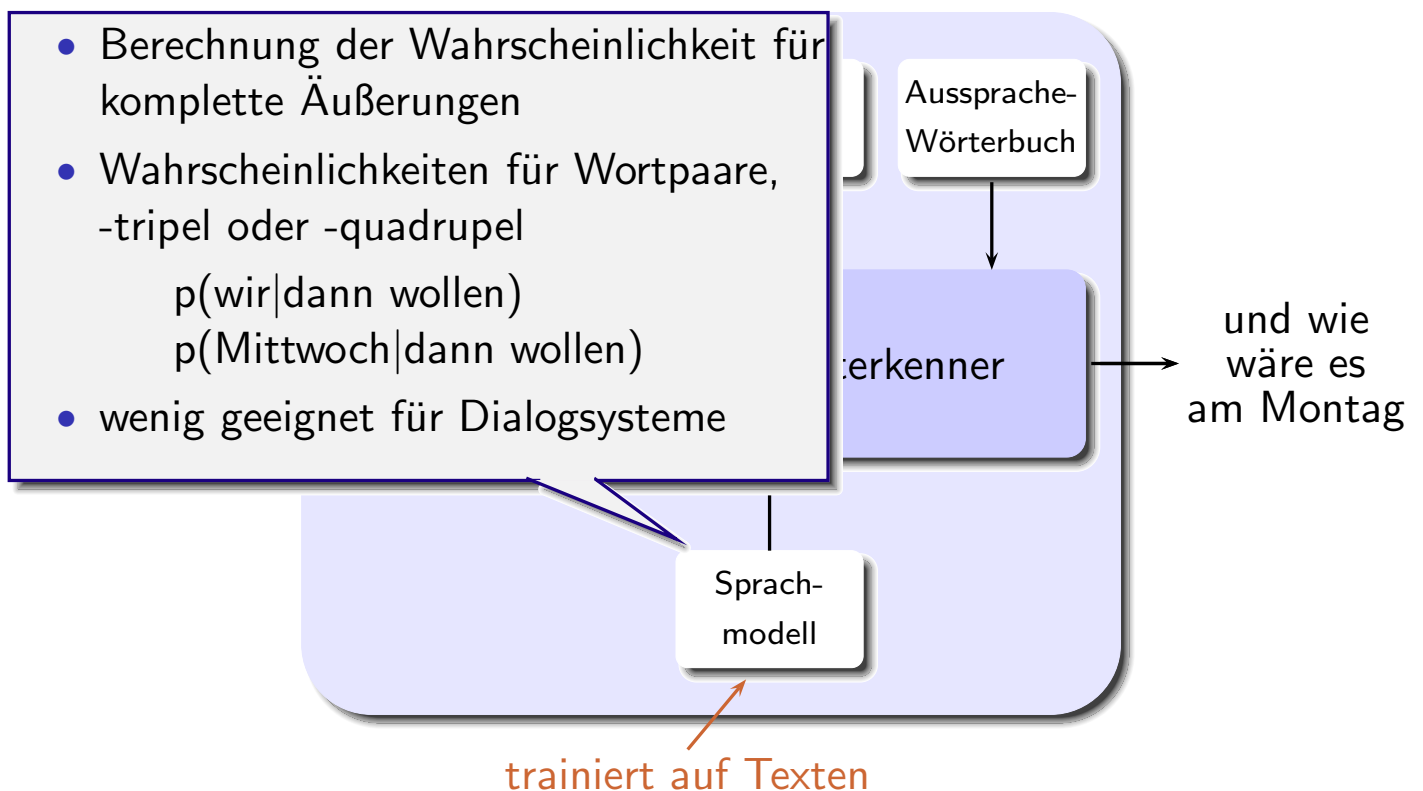 • Berechnung der Wahrscheinlichkeit für
komplette Äußerungen
• Wahrscheinlichkeiten für Wortpaare,
-tripel oder -quadrupel
p(wir|dann wollen)
p(Mittwoch|dann wollen)
• wenig geeignet für Dialogsysteme
Aussprache-
Wörterbuch
terkenner
und wie
wäre es
am Montag
Sprach-
modell
trainiert auf Texten